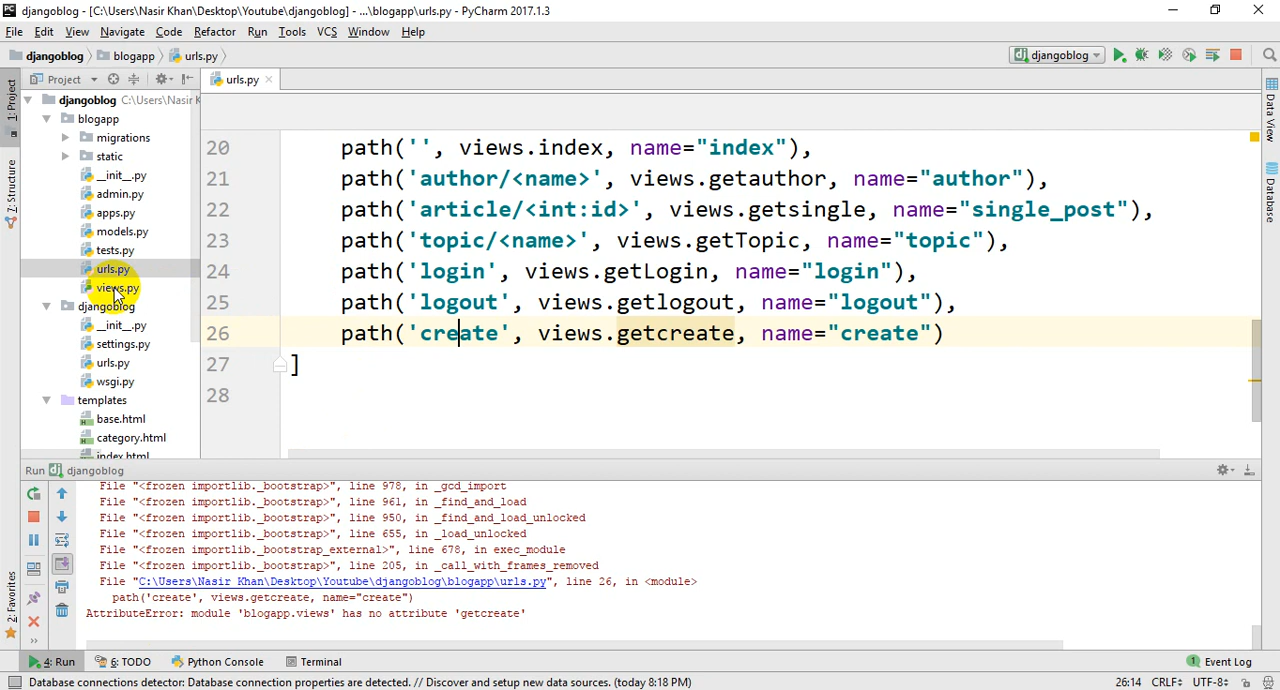 djangoblog - [C:\Users\Nasir Khan\Desktop\Youtube\djangoblog] - ...\blogapp\urls.py - PyCharm 2017.1.3
File Edit View Navigate Code Refactor Run Tools VCS Window Help
djangoblog blogapp urls.py djangoblog
Project urls.py
1: Project
7: Structure
2: Favorites
djangoblog C:\Users\Nasir K
blogapp
migrations
static
__init__.py
admin.py
apps.py
models.py
tests.py
urls.py
views.py
djangoblog
__init__.py
settings.py
urls.py
wsgi.py
templates
base.html
category.html
index.html
20 path('', views.index, name="index"),
21 path('author/<name>', views.getauthor, name="author"),
22 path('article/<int:id>', views.getsingle, name="single_post"),
23 path('topic/<name>', views.getTopic, name="topic"),
24 path('login', views.getLogin, name="login"),
25 path('logout', views.getlogout, name="logout"),
26 path('create', views.getcreate, name="create")
27 ]
28
Data View
Database
Run djangoblog
File "<frozen importlib._bootstrap>", line 978, in _gcd_import
File "<frozen importlib._bootstrap>", line 961, in _find_and_load
File "<frozen importlib._bootstrap>", line 950, in _find_and_load_unlocked
File "<frozen importlib._bootstrap>", line 655, in _load_unlocked
File "<frozen importlib._bootstrap_external>", line 678, in exec_module
File "<frozen importlib._bootstrap>", line 205, in _call_with_frames_removed
File "C:\Users\Nasir Khan\Desktop\Youtube\djangoblog\blogapp\urls.py", line 26, in <module>
path('create', views.getcreate, name="create")
AttributeError: module 'blogapp.views' has no attribute 'getcreate'
4: Run 6: TODO Python Console Terminal 1 Event Log
Database connections detector: Database connection properties are detected. // Discover and setup new data sources. (today 8:18 PM) 26:14 CRLF UTF-8